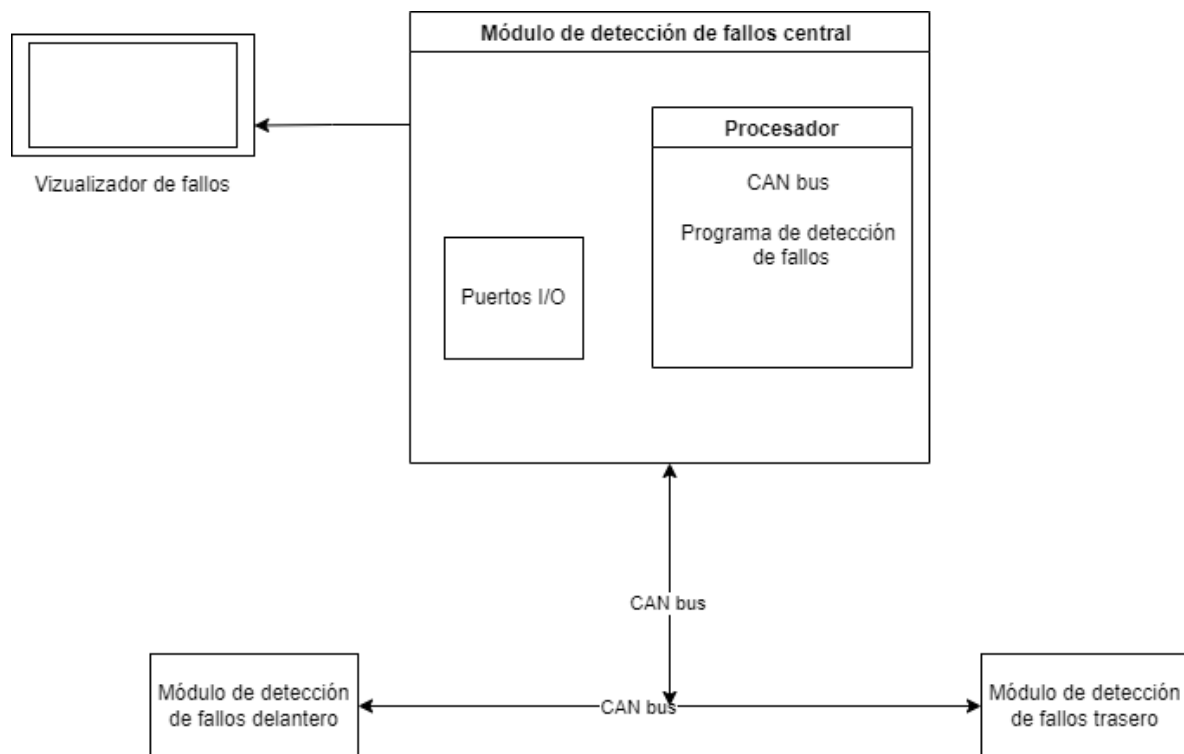 Módulo de detección de fallos central
Vizualizador de fallos
Procesador
CAN bus
Programa de detección
de fallos
Puertos I/O
CAN bus
Módulo de detección
de fallos delantero
CAN bus
Módulo de detección
de fallos trasero